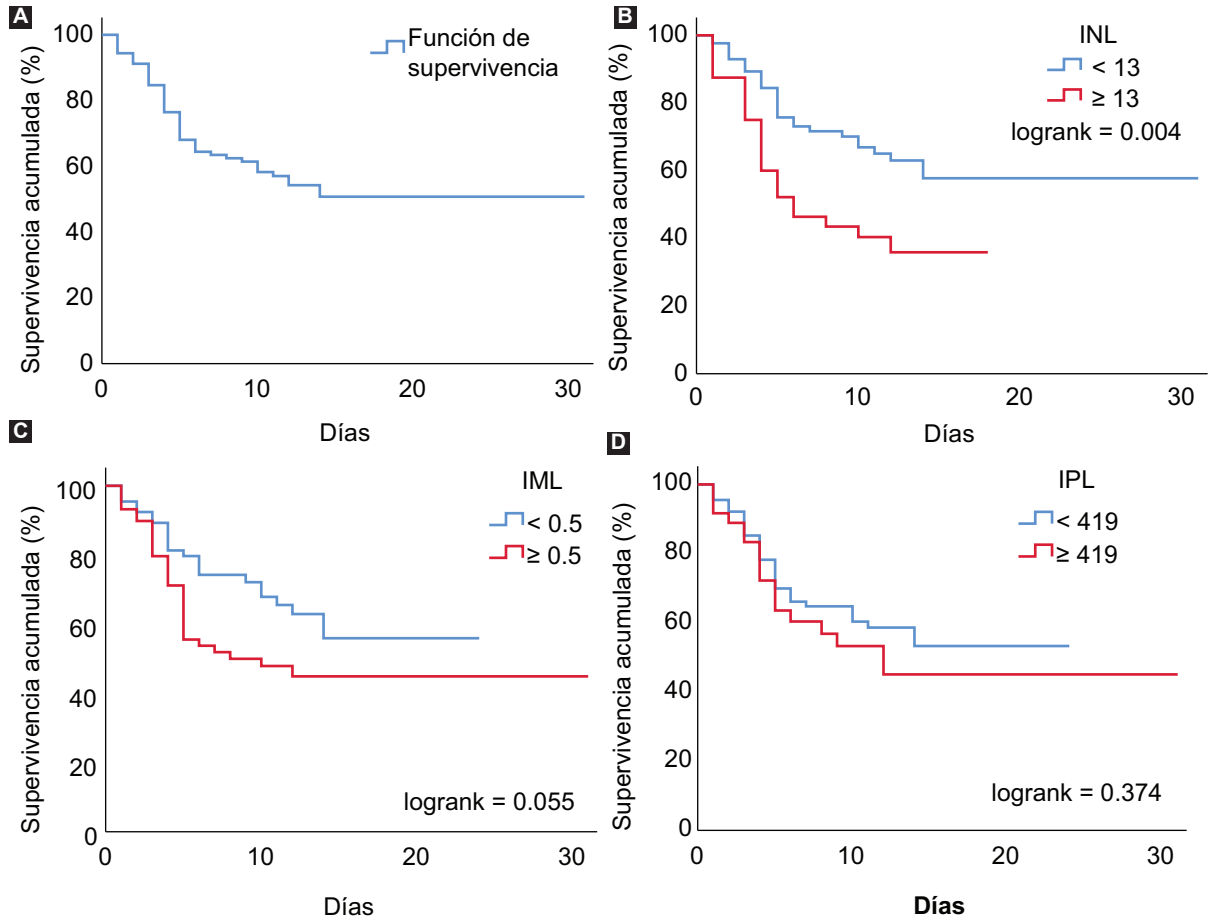 A
Supervivencia acumulada (%)
100
80
60
40
20
0
0 10 20 30
Días
Función de
supervivencia
B
Supervivencia acumulada (%)
100
80
60
40
20
0
0 10 20 30
Días
INL
< 13
≥ 13
logrank = 0.004
C
Supervivencia acumulada (%)
100
80
60
40
20
0
0 10 20 30
Días
IML
< 0.5
≥ 0.5
logrank = 0.055
D
Supervivencia acumulada (%)
100
80
60
40
20
0
0 10 20 30
Días
IPL
< 419
≥ 419
logrank = 0.374